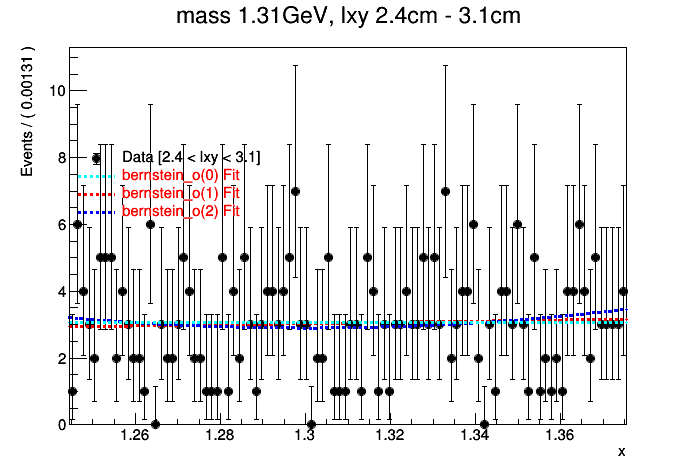 mass 1.31GeV, lxy 2.4cm - 3.1cm
Events / ( 0.00131 )
10
8
6
4
2
0
Data [2.4 < lxy < 3.1]
bernstein_o(0) Fit
bernstein_o(1) Fit
bernstein_o(2) Fit
1.26 1.28 1.3 1.32 1.34 1.36
x